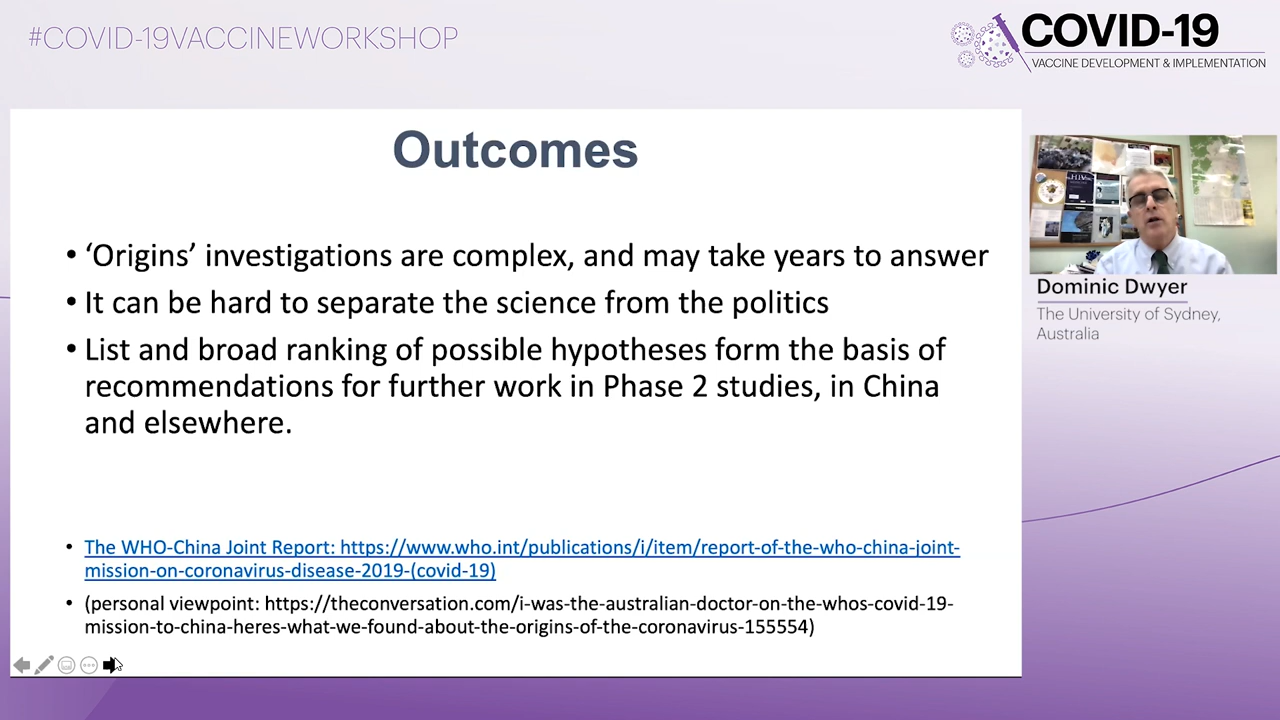 #COVID-19VACCINEWORKSHOP
COVID-19
VACCINE DEVELOPMENT & IMPLEMENTATION
Outcomes
• ‘Origins’ investigations are complex, and may take years to answer
• It can be hard to separate the science from the politics
• List and broad ranking of possible hypotheses form the basis of
recommendations for further work in Phase 2 studies, in China
and elsewhere.
• The WHO-China Joint Report: https://www.who.int/publications/i/item/report-of-the-who-china-joint-
mission-on-coronavirus-disease-2019-(covid-19)
• (personal viewpoint: https://theconversation.com/i-was-the-australian-doctor-on-the-whos-covid-19-
mission-to-china-heres-what-we-found-about-the-origins-of-the-coronavirus-155554)
HIV
Dominic Dwyer
The University of Sydney,
Australia